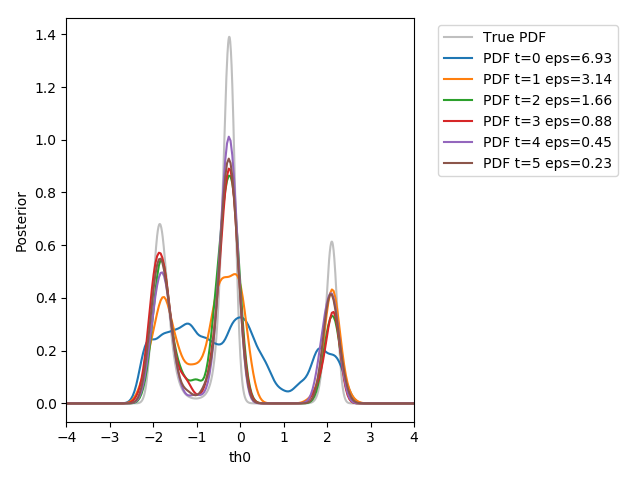 1.4
1.2
1.0
0.8
0.6
0.4
0.2
0.0
Posterior
−4 −3 −2 −1 0 1 2 3 4
th0
True PDF
PDF t=0 eps=6.93
PDF t=1 eps=3.14
PDF t=2 eps=1.66
PDF t=3 eps=0.88
PDF t=4 eps=0.45
PDF t=5 eps=0.23